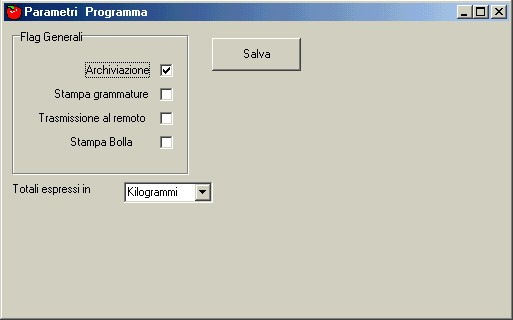 Parametri Programma
Flag Generali
Salva
Archiviazione
Stampa grammature
Trasmissione al remoto
Stampa Bolla
Totali espressi in
Kilogrammi